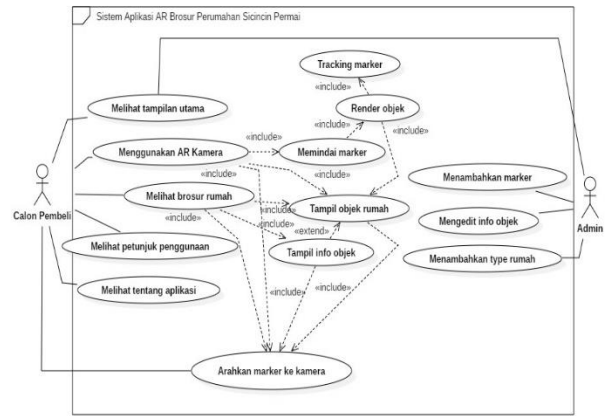 Sistem Aplikasi AR Brosur Perumahan Sicincin Permai
Tracking marker
«include»
Melihat tampilan utama
Render objek
«include»
«include»
«include»
Menggunakan AR Kamera
Memindai marker
«include»
«include»
Menambahkan marker
Melihat brosur rumah
Calon Pembeli
«include»
«include»
Tampil objek rumah
Mengedit info objek
Admin
«include»
«extend»
Melihat petunjuk penggunaan
Tampil info objek
Menambahkan type rumah
Melihat tentang aplikasi
«include»
«include»
Arahkan marker ke kamera